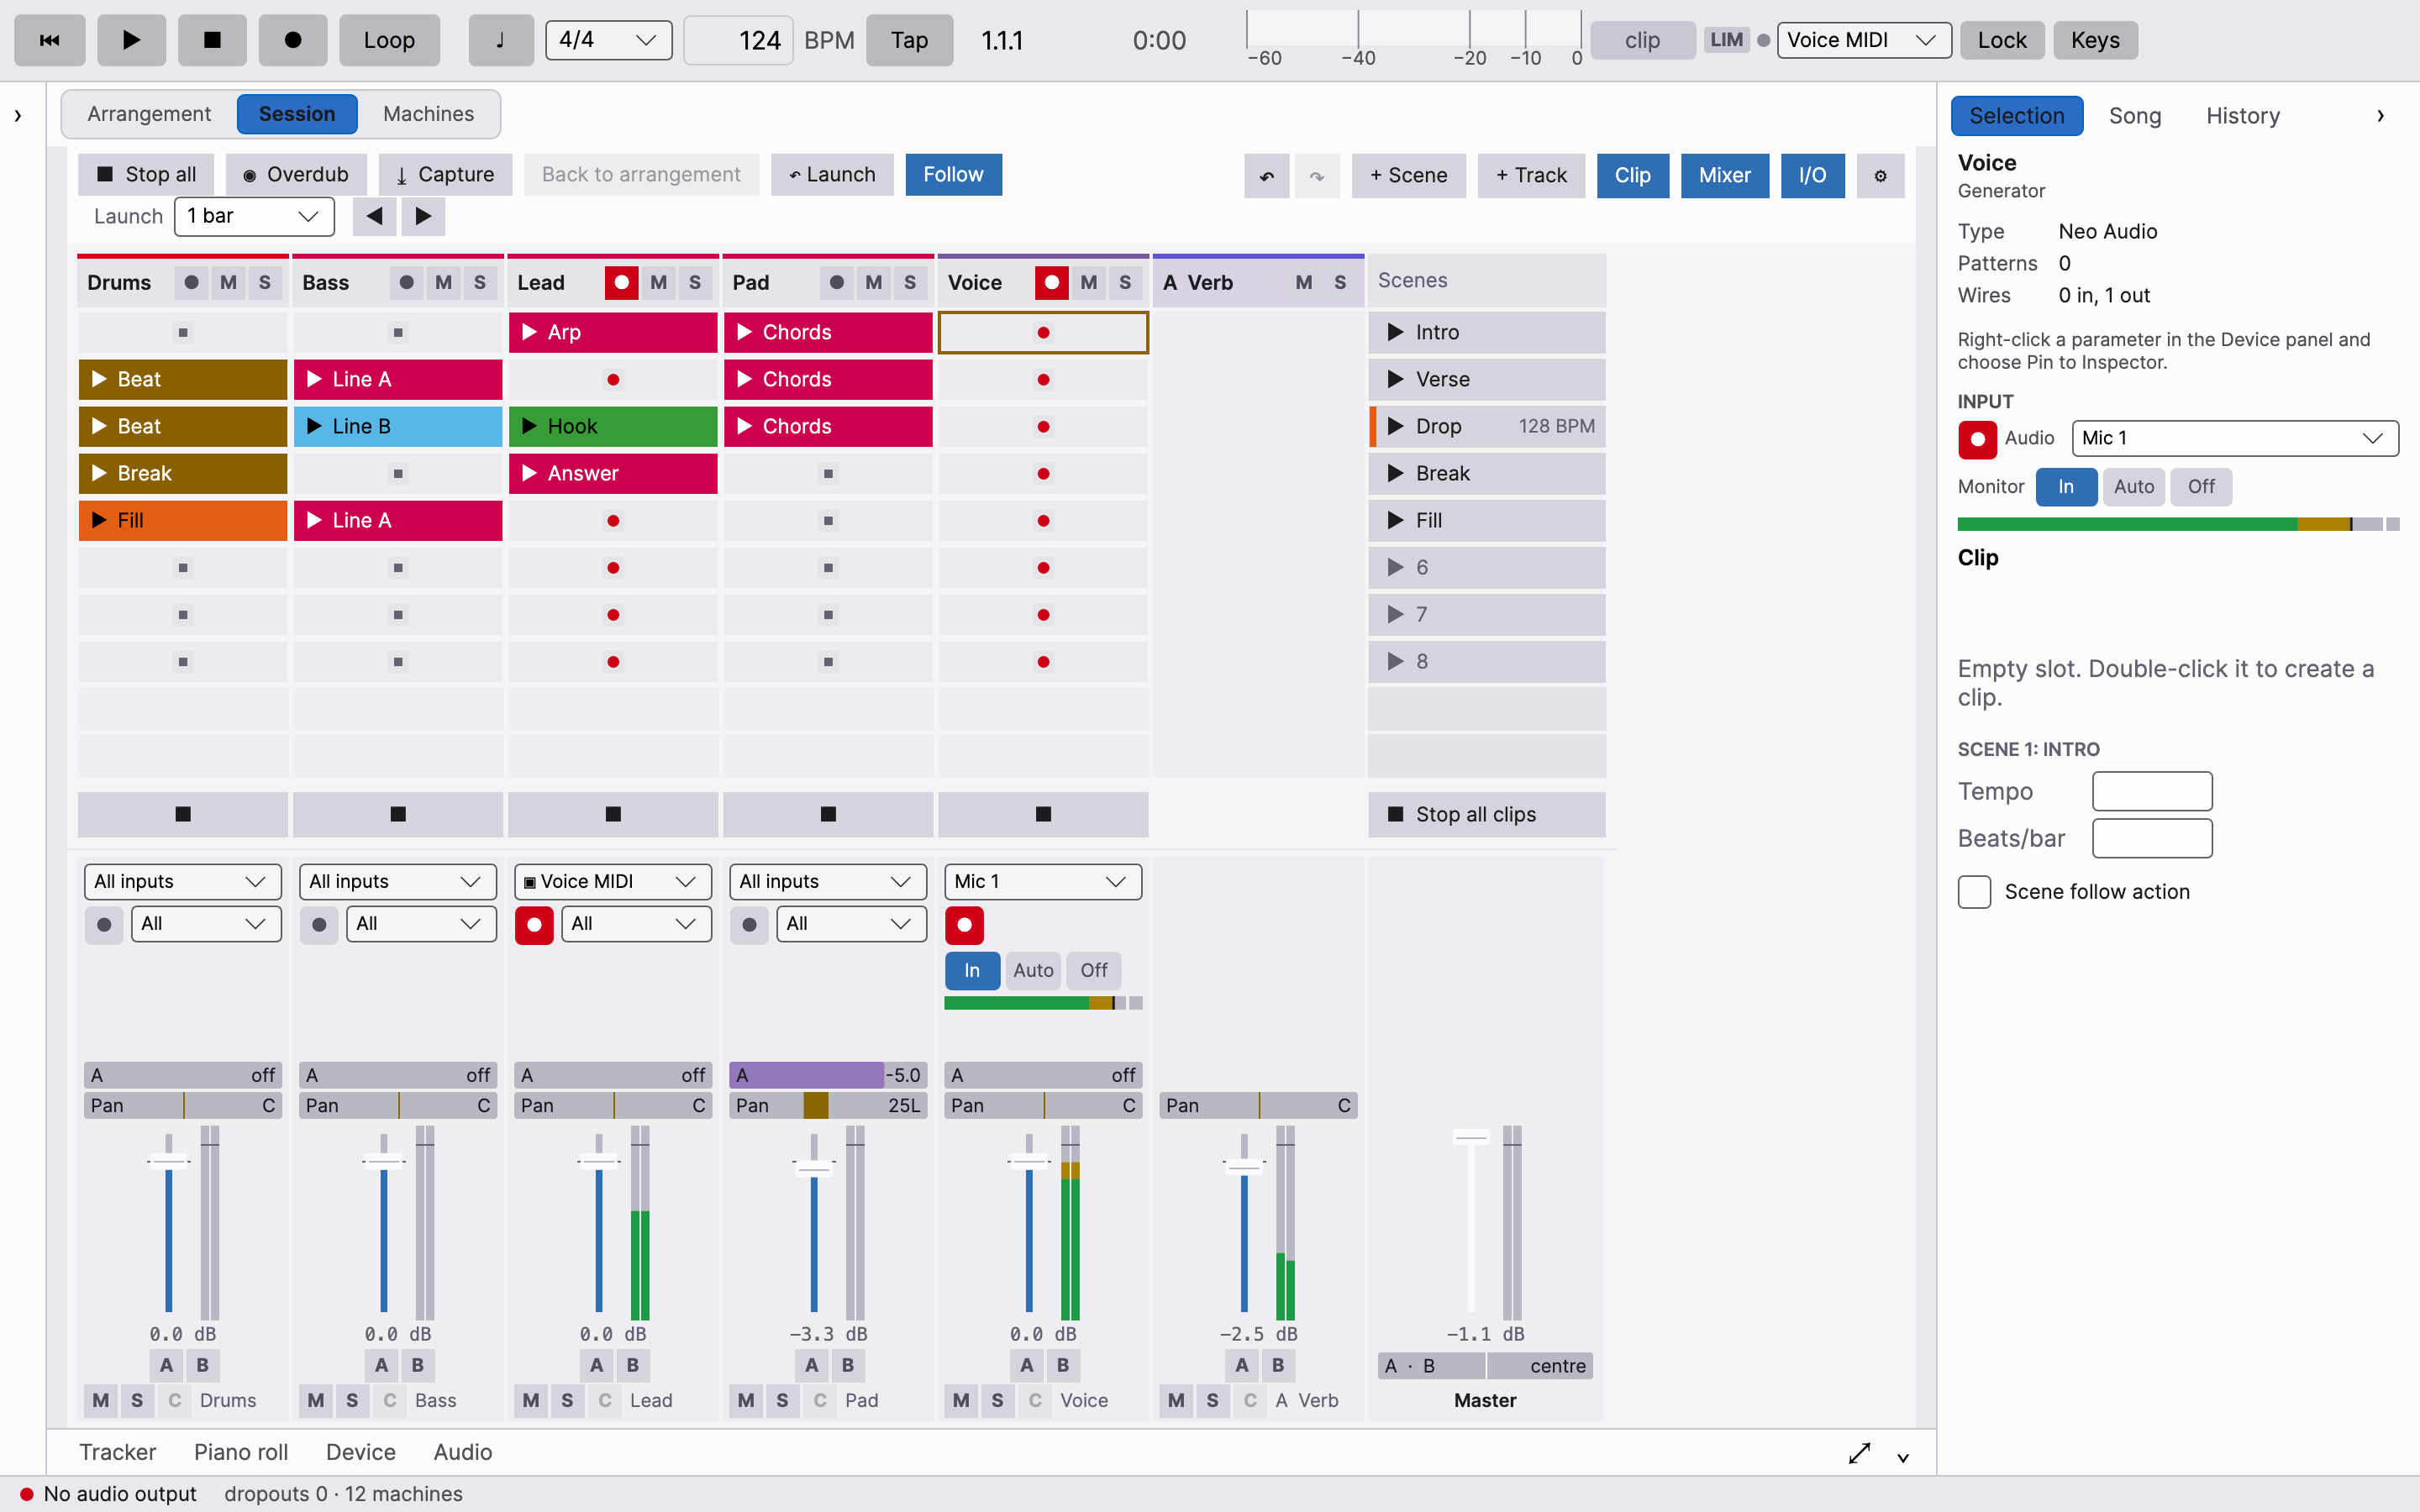 Loop 4/4 124 BPM Tap 1.1.1 0:00 −60 −40 −20 −10 0 clip LIM Voice MIDI Lock Keys
Arrangement Session Machines
Stop all Overdub Capture Back to arrangement Launch Follow + Scene + Track Clip Mixer I/O
Launch 1 bar
Drums M S Bass M S Lead M S Pad M S Voice M S A Verb M S Scenes
Arp Chords Intro
Beat Line A Chords Verse
Beat Line B Hook Chords Drop 128 BPM
Break Answer Break
Fill Line A Fill
6
7
8
Stop all clips
All inputs All inputs Voice MIDI All inputs Mic 1
All All All All
In Auto Off
A off A off A off A -5.0 A off
Pan C Pan C Pan C Pan 25L Pan C Pan C
0.0 dB 0.0 dB 0.0 dB −3.3 dB 0.0 dB −2.5 dB −1.1 dB
A B A B A B A B A B A B A · B centre
M S C Drums M S C Bass M S C Lead M S C Pad M S C Voice M S C A Verb Master
Selection Song History
Voice
Generator
Type Neo Audio
Patterns 0
Wires 0 in, 1 out
Right-click a parameter in the Device panel and
choose Pin to Inspector.
INPUT
Audio Mic 1
Monitor In Auto Off
Clip
Empty slot. Double-click it to create a
clip.
SCENE 1: INTRO
Tempo
Beats/bar
Scene follow action
Tracker Piano roll Device Audio
No audio output dropouts 0 · 12 machines